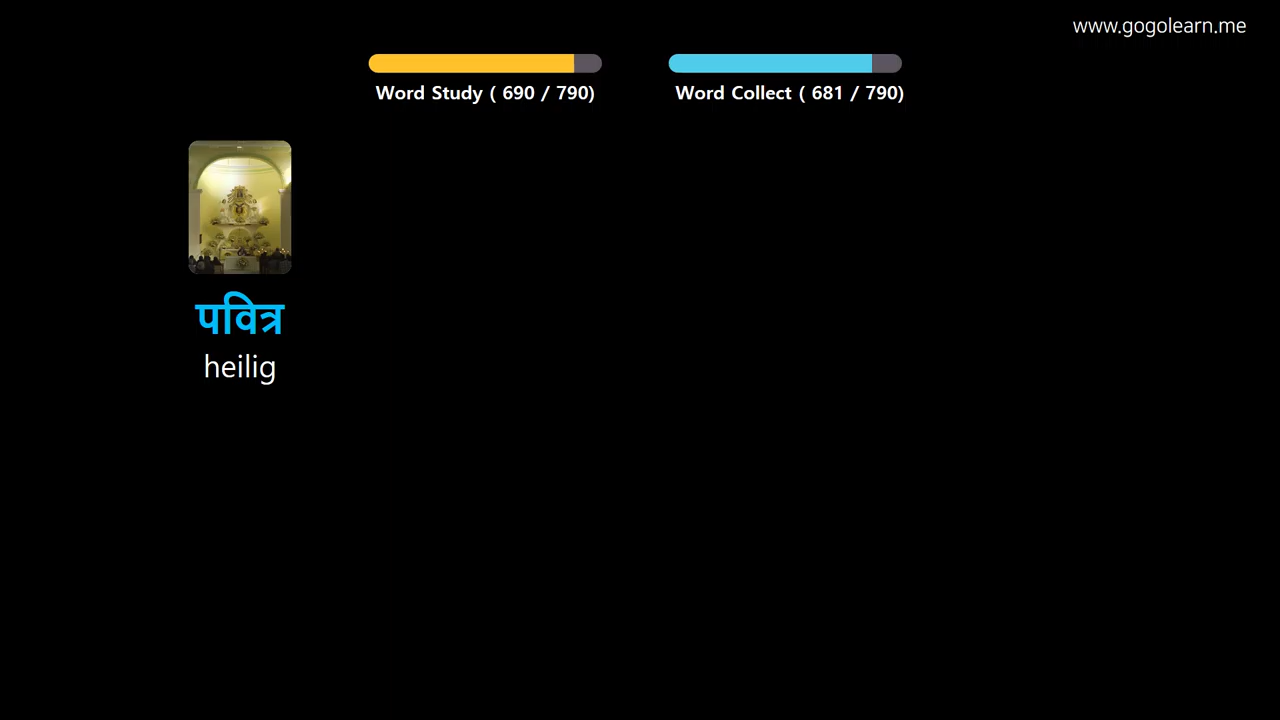 www.gogolearn.me
Word Study ( 690 / 790)
Word Collect ( 681 / 790)
पवित्र
heilig